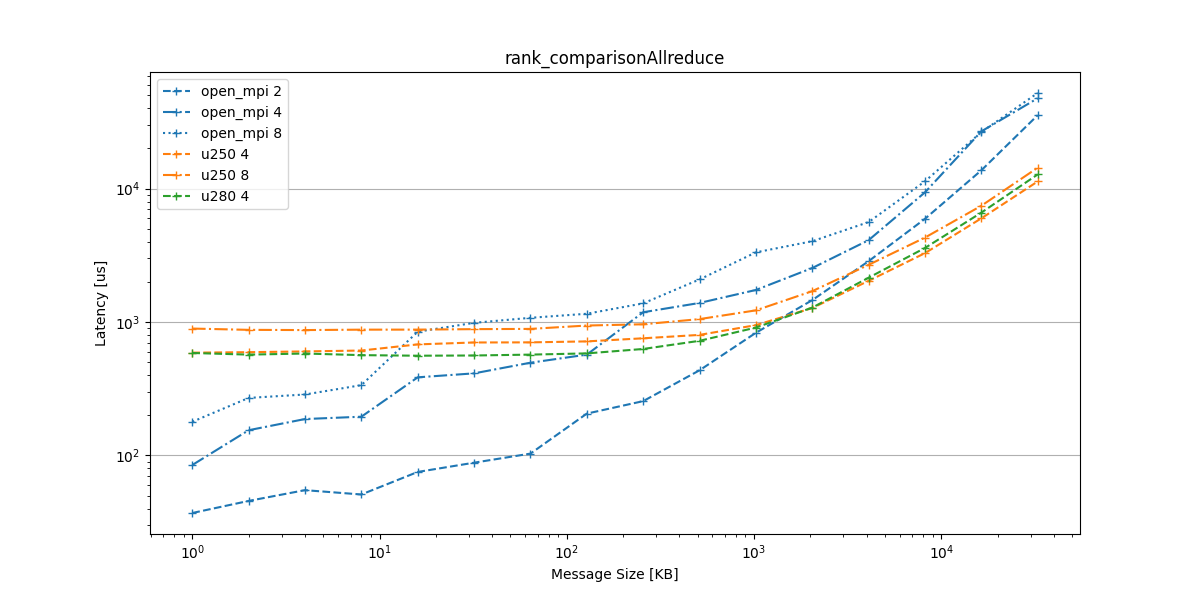 rank_comparisonAllreduce
open_mpi 2
open_mpi 4
open_mpi 8
u250 4
u250 8
u280 4
10⁴
10³
10²
Latency [us]
10⁰ 10¹ 10² 10³ 10⁴
Message Size [KB]